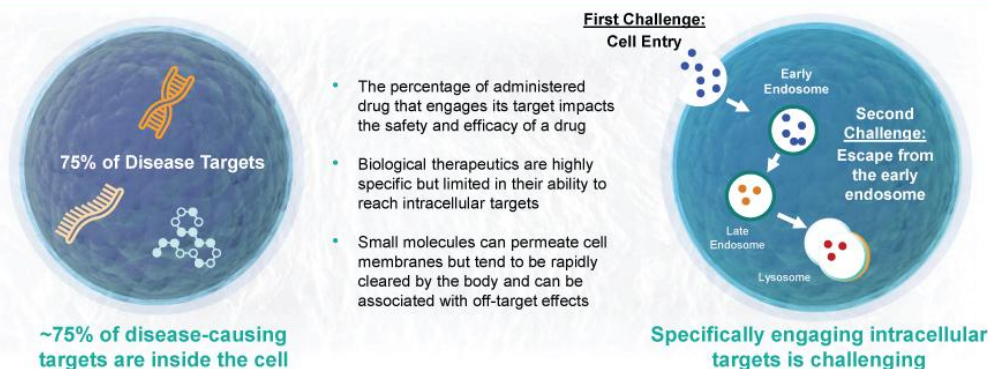 75% of Disease Targets
~75% of disease-causing
targets are inside the cell
• The percentage of administered
drug that engages its target impacts
the safety and efficacy of a drug
• Biological therapeutics are highly
specific but limited in their ability to
reach intracellular targets
• Small molecules can permeate cell
membranes but tend to be rapidly
cleared by the body and can be
associated with off-target effects
First Challenge:
Cell Entry
Early
Endosome
Second
Challenge:
Escape from
the early
endosome
Late
Endosome
Lysosome
Specifically engaging intracellular
targets is challenging